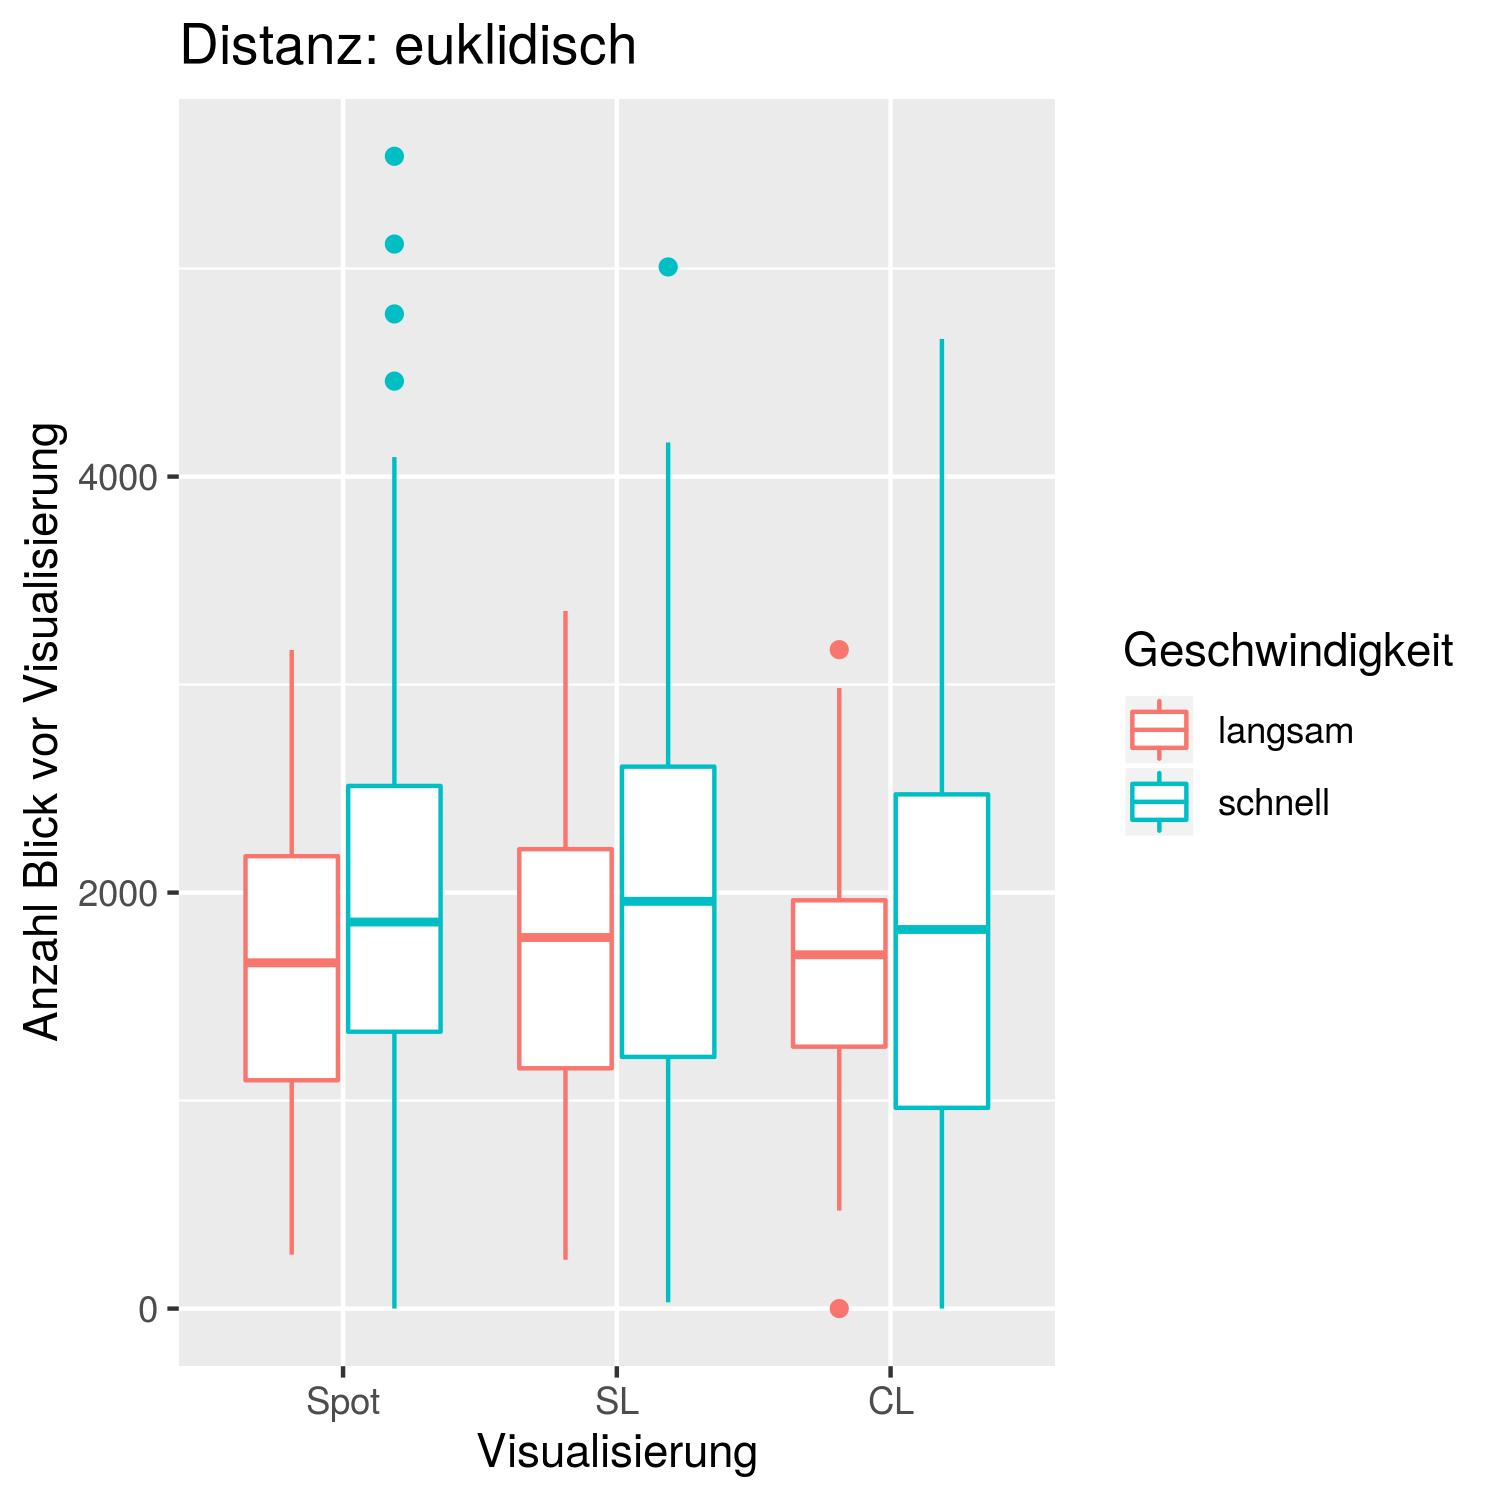 Distanz: euklidisch
Anzahl Blick vor Visualisierung
4000
2000
0
Spot
SL
CL
Visualisierung
Geschwindigkeit
langsam
schnell